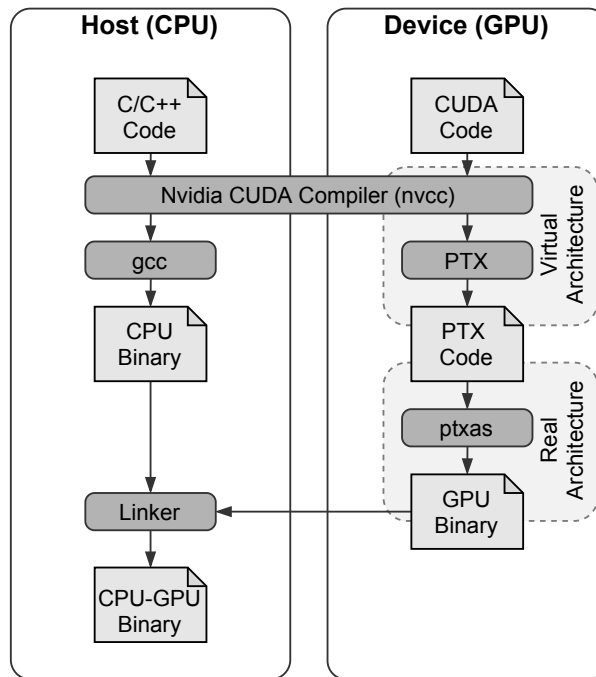 Host (CPU)
Device (GPU)
C/C++
Code
CUDA
Code
Nvidia CUDA Compiler (nvcc)
gcc
PTX
Virtual
Architecture
CPU
Binary
PTX
Code
ptxas
Real
Architecture
Linker
GPU
Binary
CPU-GPU
Binary